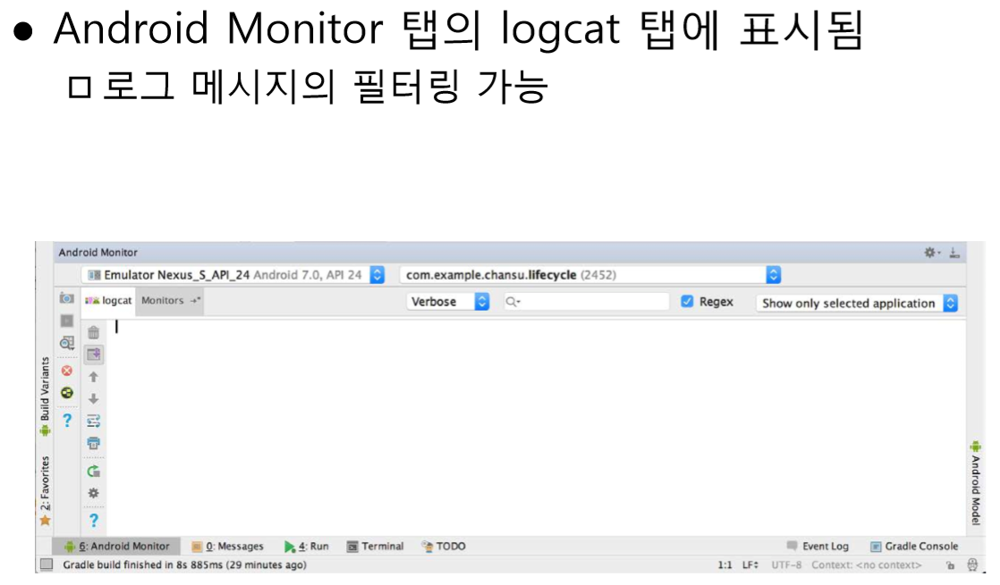 ● Android Monitor 탭의 logcat 탭에 표시됨
□ 로그 메시지의 필터링 가능
Android Monitor
Emulator Nexus_S_API_24 Android 7.0, API 24 com.example.chansu.lifecycle (2452)
logcat Monitors →* Verbose Regex Show only selected application
Build Variants
2: Favorites
Android Model
6: Android Monitor 0: Messages 4: Run Terminal TODO Event Log Gradle Console
Gradle build finished in 8s 885ms (29 minutes ago) 1:1 LF÷ UTF-8 Context: <no context>